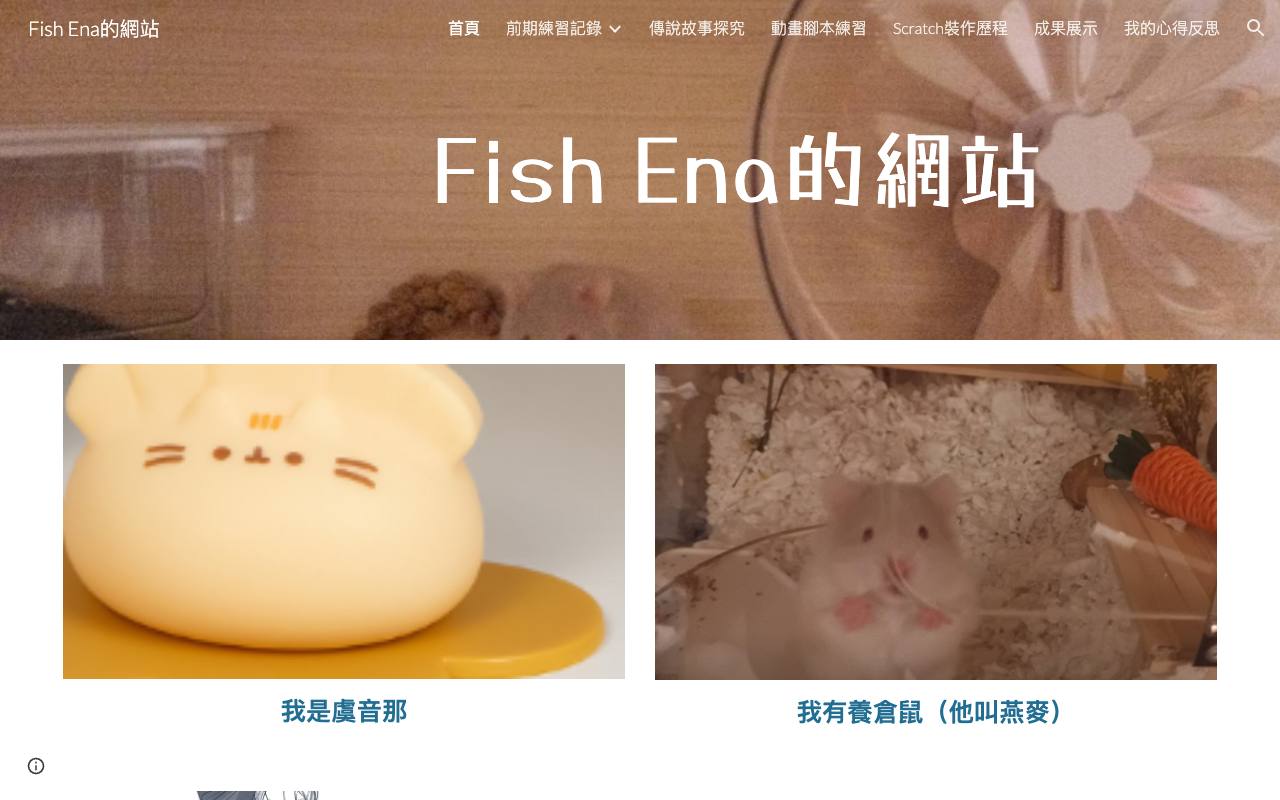 Fish Ena的網站
首頁
前期練習記錄
傳說故事探究
動畫腳本練習
Scratch裝作歷程
成果展示
我的心得反思
Fish Ena的網站
我是虞音那
我有養倉鼠（他叫燕麥）